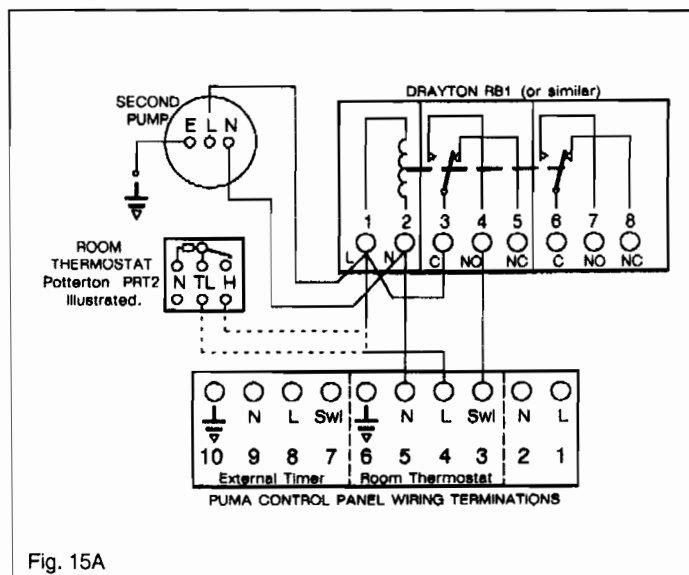 DRAYTON RB1 (or similar)
SECOND
PUMP
E L N
1 2 3 4 5 6 7 8
L N C NO NC C NO NC
ROOM
THERMOSTAT
Potterton PRT2
Illustrated.
N TL H
N L Swl N L Swl N L
10 9 8 7 6 5 4 3 2 1
External Timer Room Thermostat
PUMA CONTROL PANEL WIRING TERMINATIONS
Fig. 15A